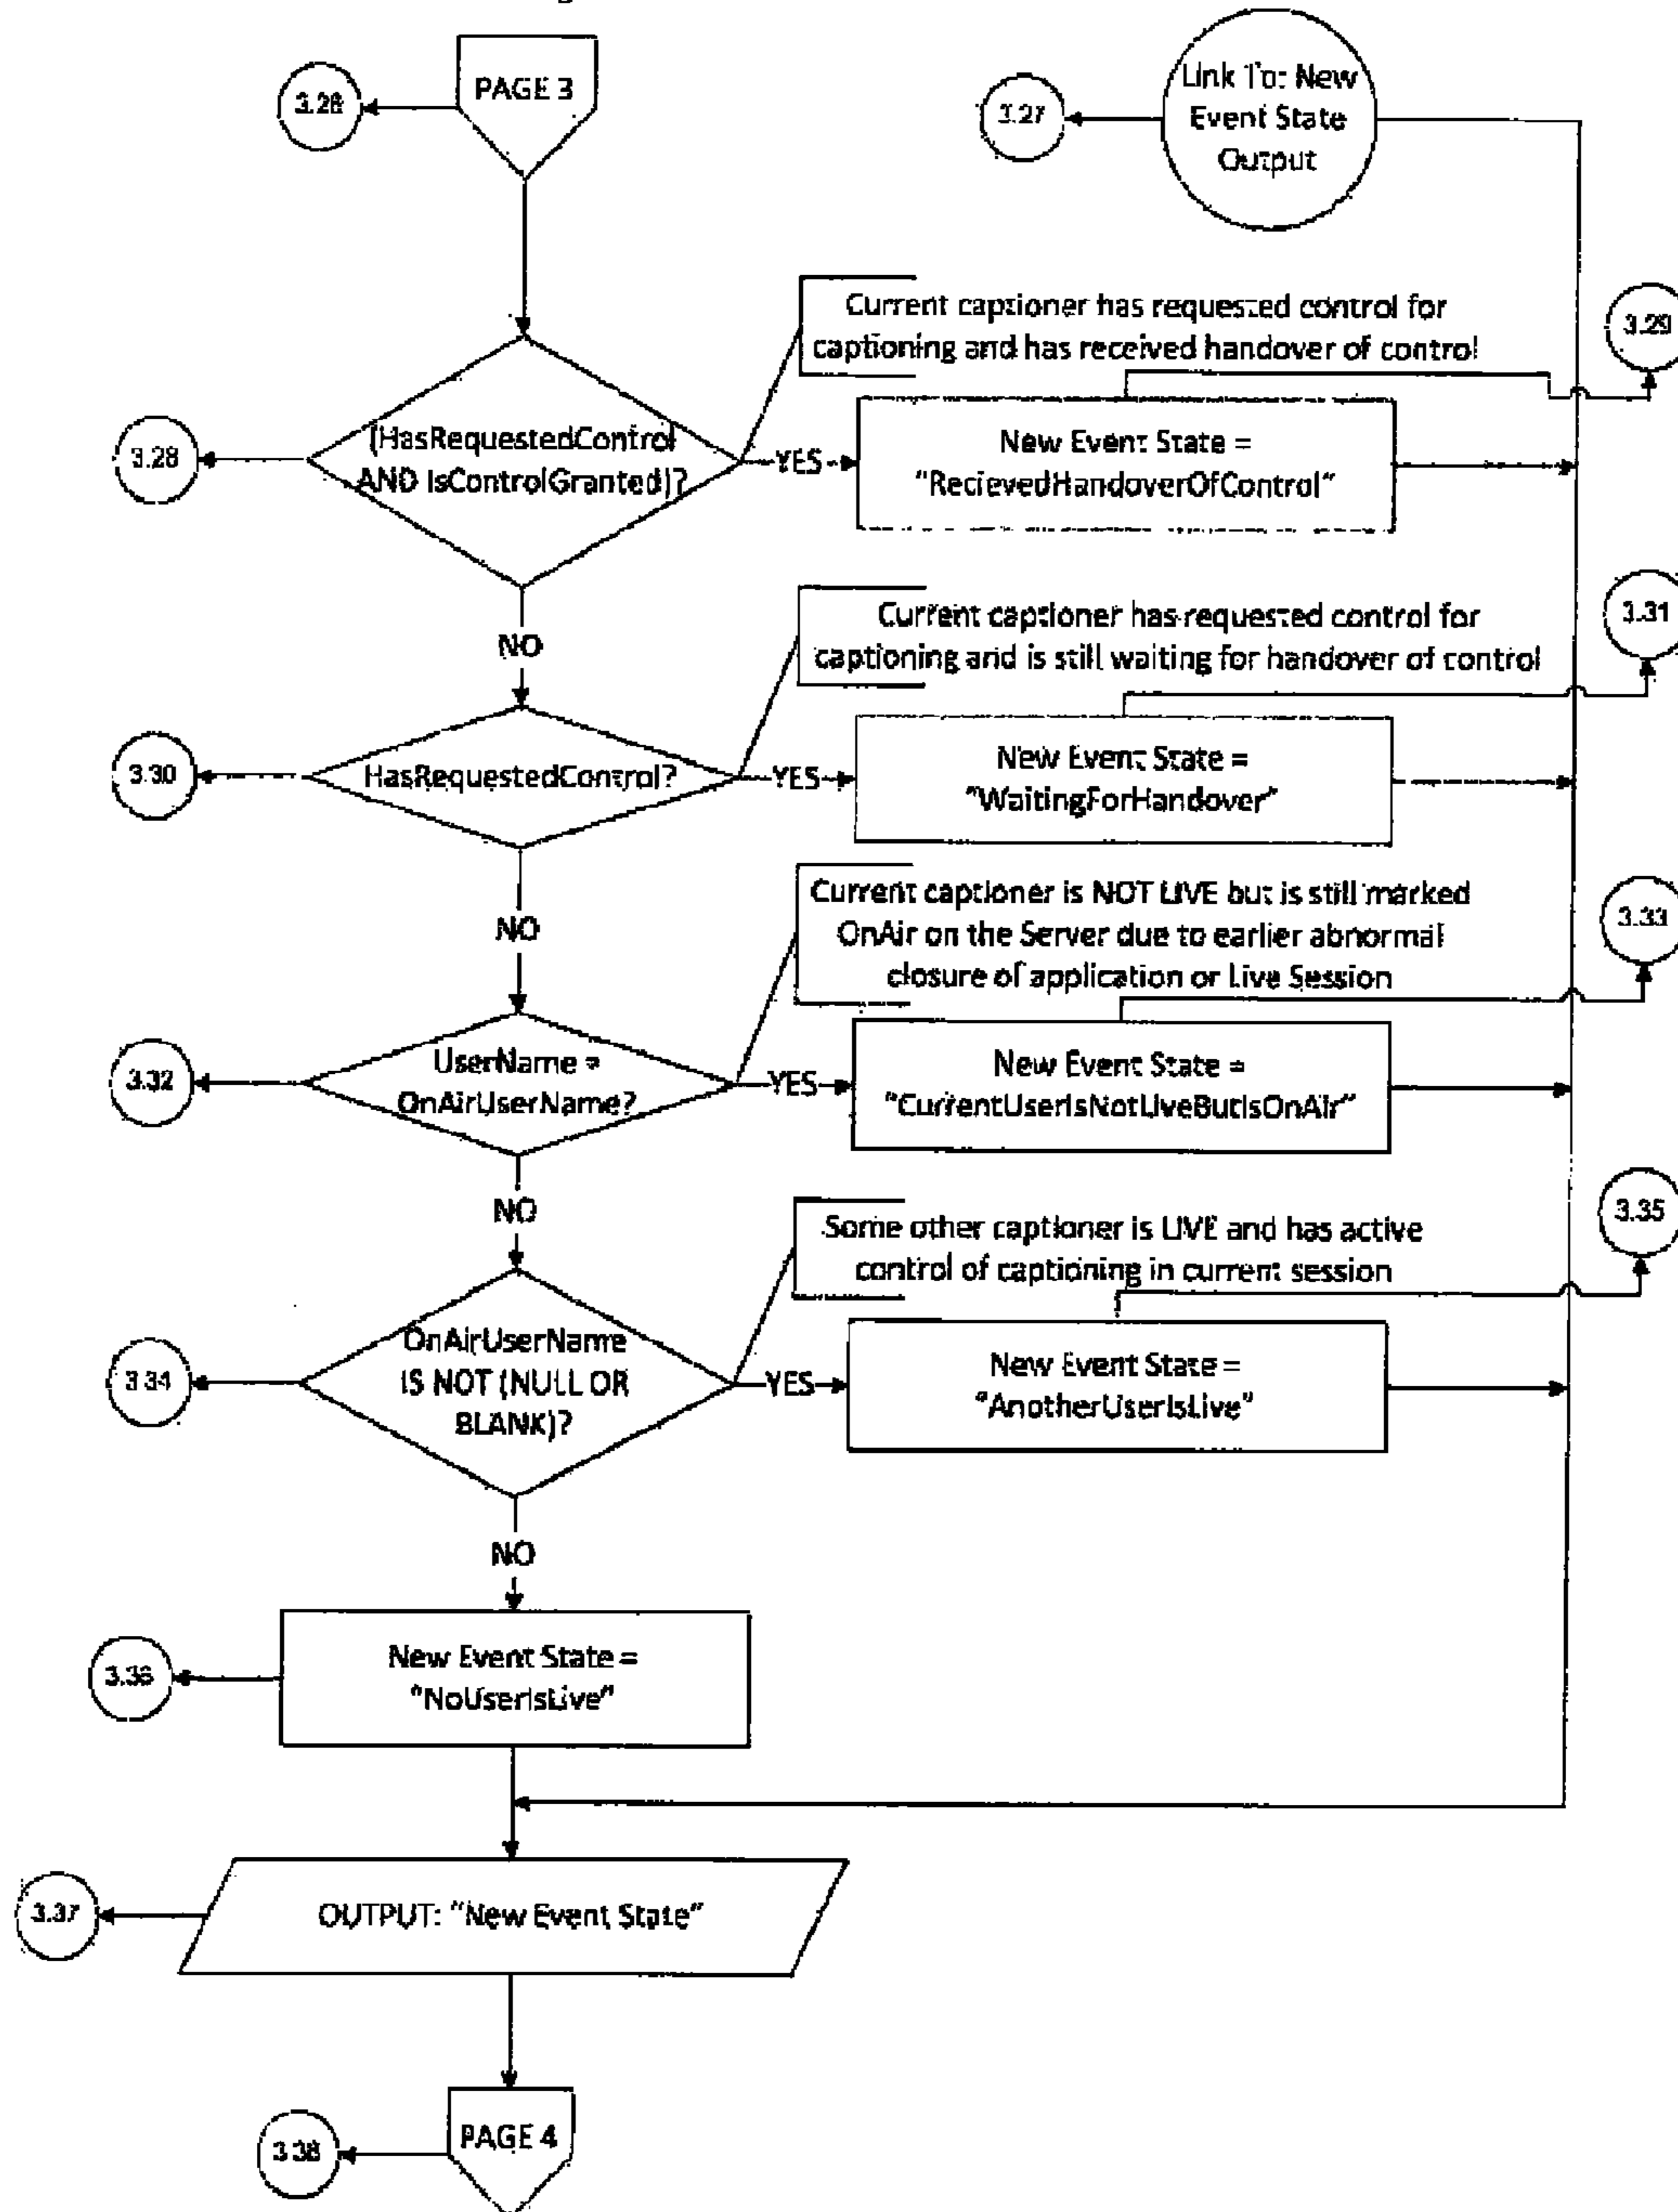 PAGE 3
3.27
Link To: New
Event State
Output
Current captioner has requested control for
captioning and has received handover of control
3.29
3.28
(HasRequestedControl
AND IsControlGranted)?
YES
New Event State =
"RecievedHandoverOfControl"
NO
Current captioner has requested control for
captioning and is still waiting for handover of control
3.31
3.30
HasRequestedControl?
YES
New Event State =
"WaitingForHandover"
NO
Current captioner is NOT LIVE but is still marked
OnAir on the Server due to earlier abnormal
closure of application or Live Session
3.33
3.32
UserName =
OnAirUserName?
YES
New Event State =
"CurrentUserIsNotLiveButIsOnAir"
NO
Some other captioner is LIVE and has active
control of captioning in current session
3.35
3.34
OnAirUserName
IS NOT (NULL OR
BLANK)?
YES
New Event State =
"AnotherUserIsLive"
NO
New Event State =
"NoUserIsLive"
3.37
OUTPUT: "New Event State"
3.38
PAGE 4